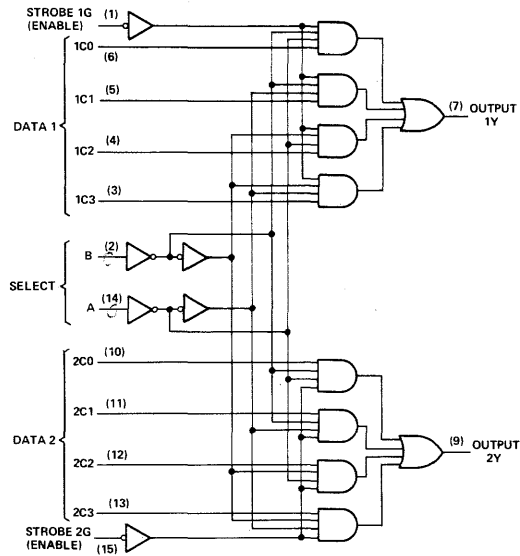 STROBE 1G (1)
(ENABLE)
1C0
(6)
1C1 (5)
DATA 1
1C2 (4)
1C3 (3)
(7) OUTPUT
1Y
B (2)
SELECT
A (14)
2C0 (10)
2C1 (11)
DATA 2
2C2 (12)
2C3 (13)
(9) OUTPUT
2Y
STROBE 2G
(ENABLE) (15)